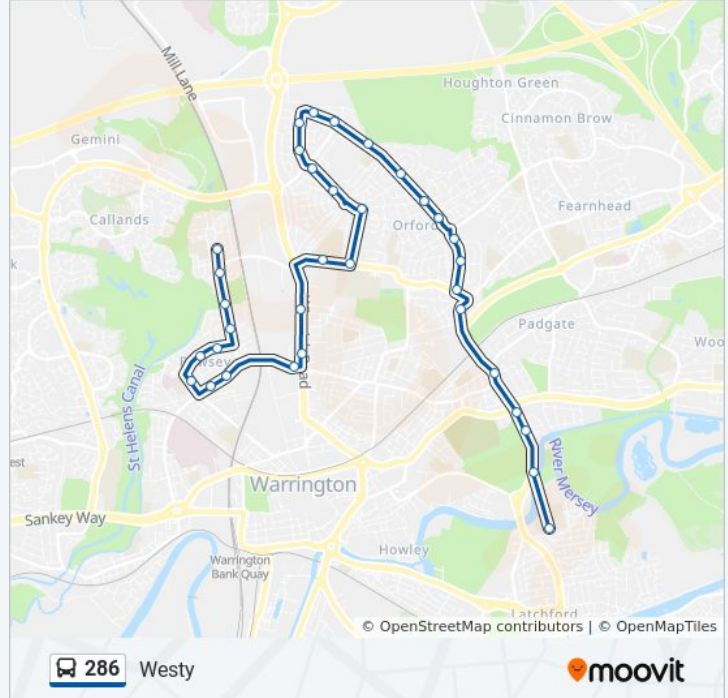 Mill Lane
Houghton Green
Cinnamon Brow
Gemini
Fearnhead
Callands
Orford
k
Padgate
Woo
St Helens Canal
est
River Mersey
Warrington
Sankey Way
Howley
Warrington
Bank Quay
Latchford
© OpenStreetMap contributors | © OpenMapTiles
286 Westy
moovit